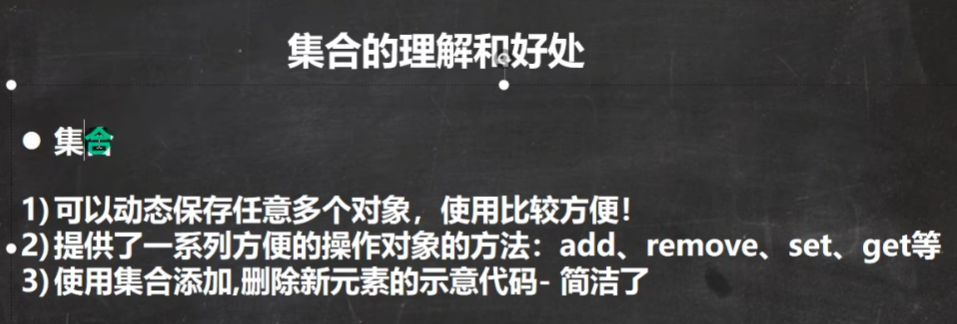 集合的理解和好处
● 集合
1) 可以动态保存任意多个对象，使用比较方便！
2) 提供了一系列方便的操作对象的方法：add、remove、set、get等
3) 使用集合添加,删除新元素的示意代码- 简洁了